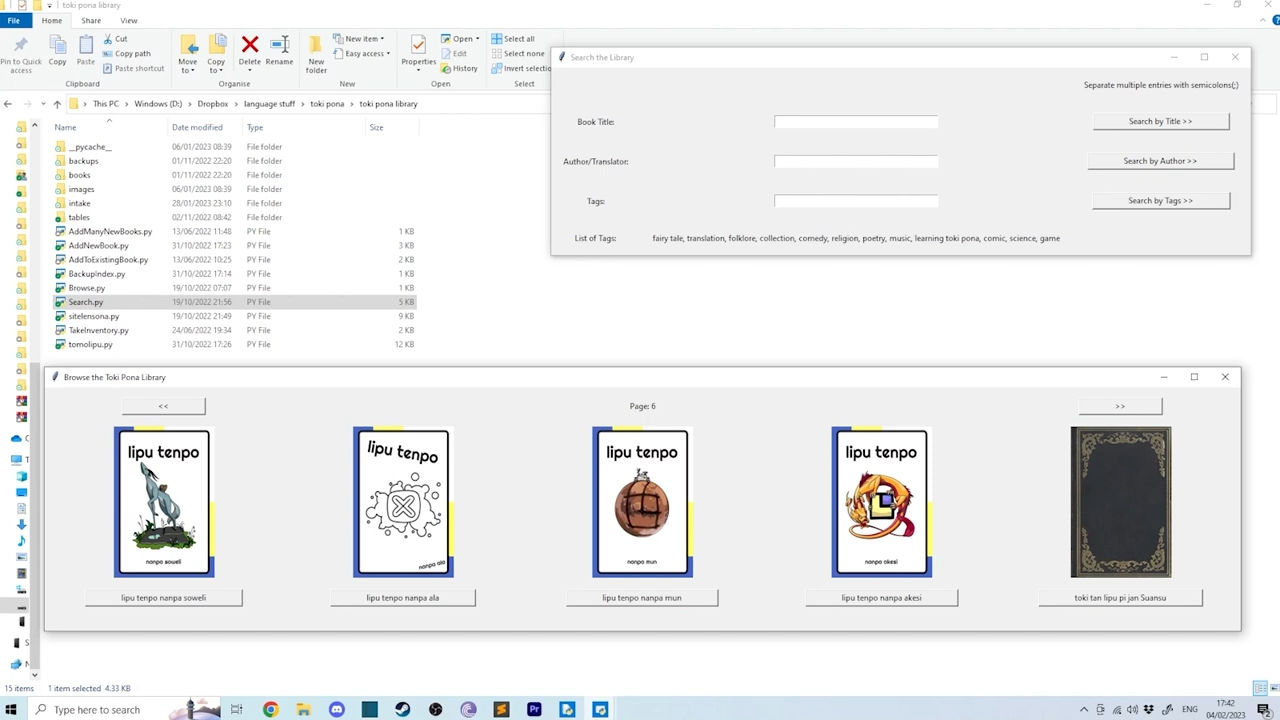 toki pona library
File Home Share View
Pin to Quick access
Copy
Paste
Cut
Copy path
Paste shortcut
Move to
Copy to
Delete
Rename
New folder
New item
Easy access
Properties
Open
Edit
History
Select all
Select none
Invert selection
Clipboard Organise New Open Select
This PC Windows (D:) Dropbox language stuff toki pona toki pona library
Name Date modified Type Size
__pycache__ 06/01/2023 08:39 File folder
backups 01/11/2022 22:20 File folder
books 01/11/2022 22:20 File folder
images 06/01/2023 08:39 File folder
intake 28/01/2023 23:10 File folder
tables 02/11/2022 08:42 File folder
AddManyNewBooks.py 13/06/2022 11:48 PY File 1 KB
AddNewBook.py 31/10/2022 17:23 PY File 3 KB
AddToExistingBook.py 13/06/2022 10:25 PY File 2 KB
BackupIndex.py 31/10/2022 17:14 PY File 1 KB
Browse.py 19/10/2022 07:07 PY File 1 KB
Search.py 19/10/2022 21:56 PY File 5 KB
sitelensona.py 19/10/2022 21:49 PY File 9 KB
TakeInventory.py 24/06/2022 19:34 PY File 2 KB
tomolipu.py 31/10/2022 17:26 PY File 12 KB
Search the Library
Separate multiple entries with semicolons(;)
Book Title: Search by Title >>
Author/Translator: Search by Author >>
Tags: Search by Tags >>
List of Tags: fairy tale, translation, folklore, collection, comedy, religion, poetry, music, learning toki pona, comic, science, game
Browse the Toki Pona Library
<< Page: 6 >>
lipu tenpo
nanpa soweli
lipu tenpo
nanpa ala
lipu tenpo
nanpa mun
lipu tenpo
nanpa akesi
lipu tenpo nanpa soweli
lipu tenpo nanpa ala
lipu tenpo nanpa mun
lipu tenpo nanpa akesi
toki tan lipu pi jan Suansu
15 items 1 item selected 4.33 KB
Type here to search
Pr
ENG
17:42
04/02/2023